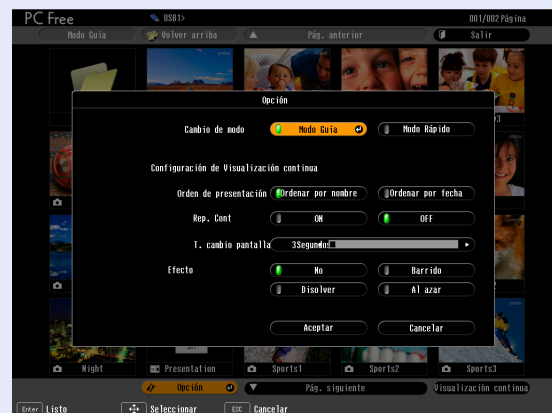 PC Free USB1> 001/002 Página
Modo Guía Volver arriba Pág. anterior Salir
Opción
Cambio de modo Modo Guía Modo Rápido
Configuración de Visualización continua
Orden de presentación Ordenar por nombre Ordenar por fecha
Rep. Cont ON OFF
T. cambio pantalla 3Segundos
Efecto No Barrido
Disolver Al azar
Aceptar Cancelar
Night Presentation Sports1 Sports2 Sports3
Opción Pág. siguiente Visualización continua
Enter Listo Seleccionar ESC Cancelar